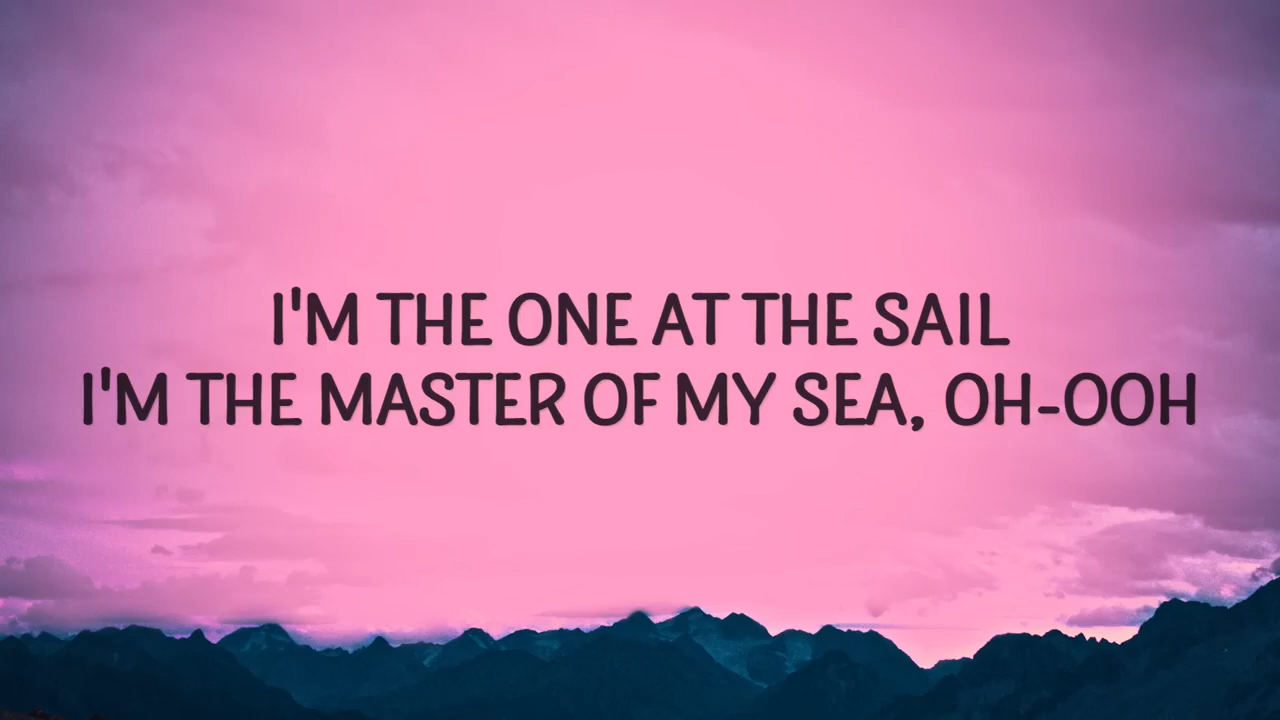 I'M THE ONE AT THE SAIL
I'M THE MASTER OF MY SEA, OH-OOH